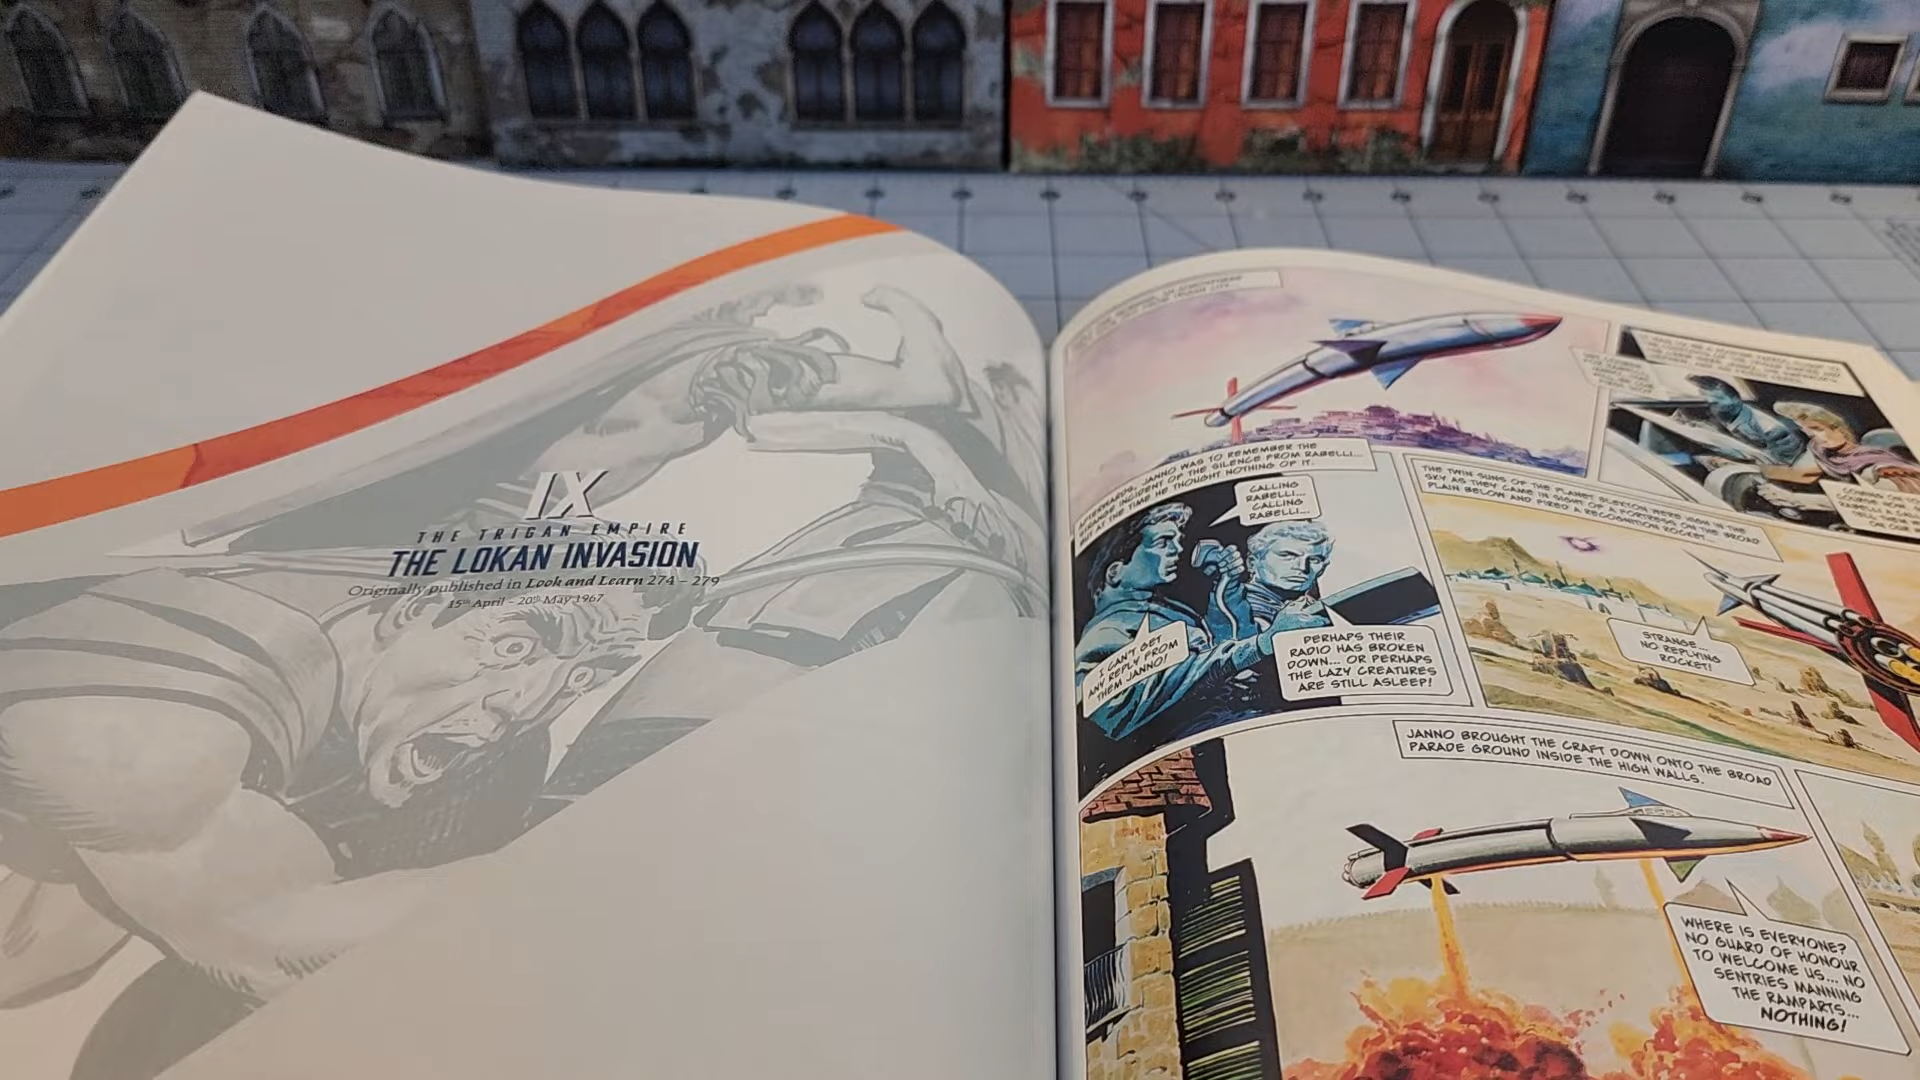 IX
THE TRIGAN EMPIRE
THE LOKAN INVASION
Originally published in Look and Learn 274 – 279
15th April – 20th May 1967
AFTERWARDS, JANNO WAS TO REMEMBER THE
STRANGE INCIDENT OF THE SILENCE FROM RABELLI...
BUT AT THE TIME HE THOUGHT NOTHING OF IT.
CALLING
RABELLI...
CALLING
RABELLI...
I CAN'T GET
ANY REPLY FROM
THEM JANNO!
PERHAPS THEIR
RADIO HAS BROKEN
DOWN... OR PERHAPS
THE LAZY CREATURES
ARE STILL ASLEEP!
THE TWIN SUNS OF THE PLANET ELEKTON WERE HIGH IN THE
SKY AS THEY CAME IN SIGHT OF A FORTRESS ON THE BROAD
PLAIN BELOW AND FIRED A RECOGNITION ROCKET...
STRANGE...
NO REPLYING
ROCKET!
JANNO BROUGHT THE CRAFT DOWN ONTO THE BROAD
PARADE GROUND INSIDE THE HIGH WALLS.
WHERE IS EVERYONE?
NO GUARD OF HONOUR
TO WELCOME US... NO
SENTRIES MANNING
THE RAMPARTS...
NOTHING!